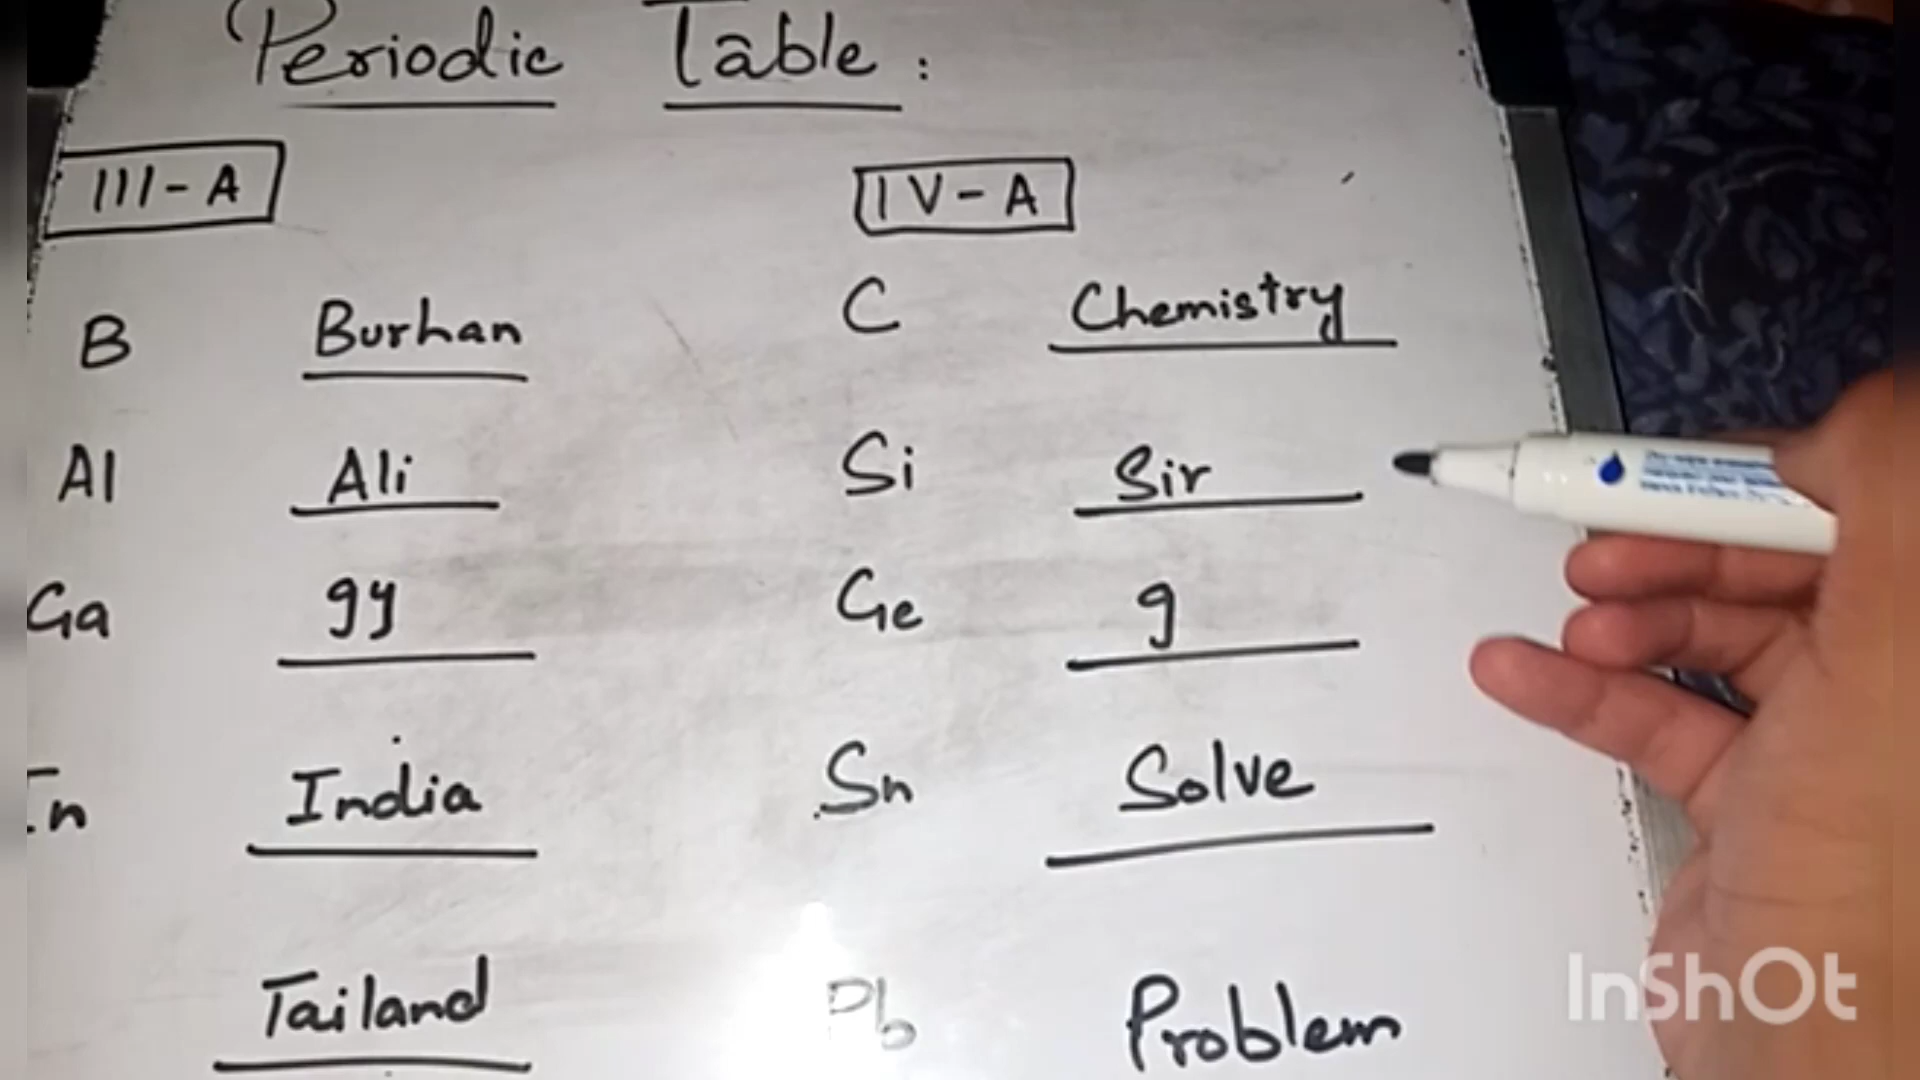 Periodic Table :
III-A IV-A
B Burhan C Chemistry
Al Ali Si Sir
Ga gy Ge g
In India Sn Solve
Tailand Pb Problem
InShOt